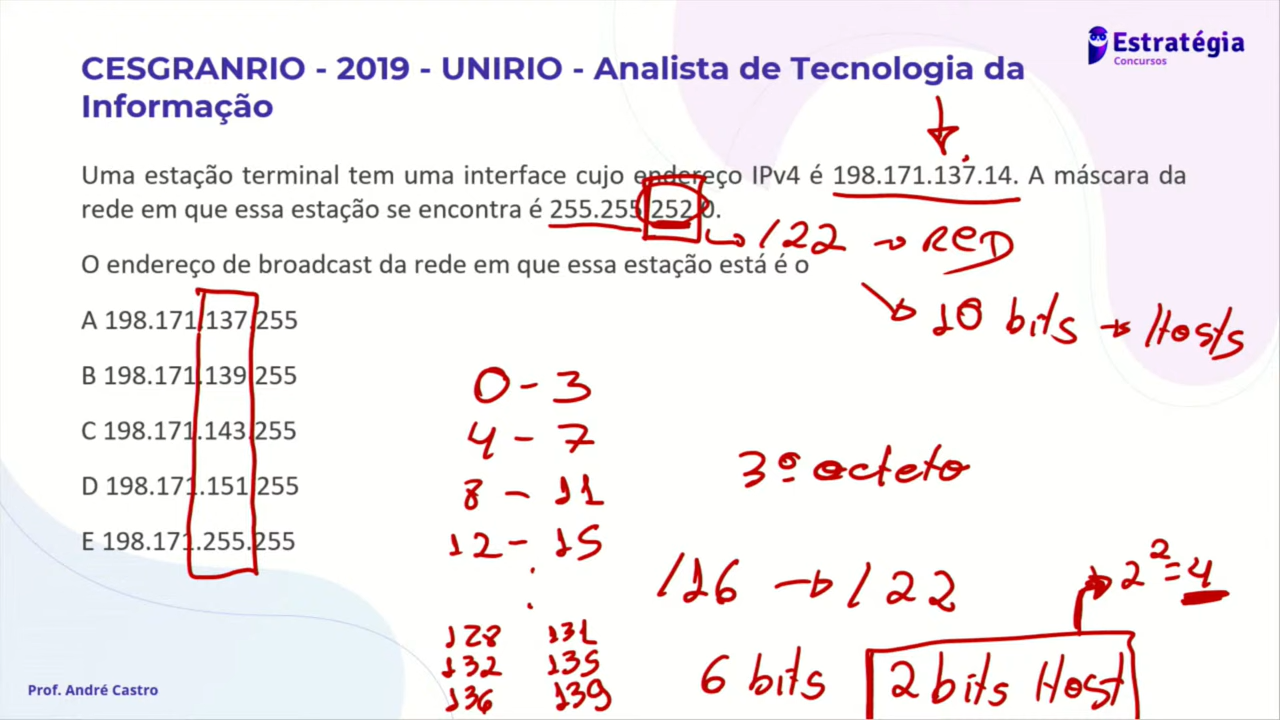 Estratégia
Concursos
CESGRANRIO - 2019 - UNIRIO - Analista de Tecnologia da
Informação
Uma estação terminal tem uma interface cujo endereço IPv4 é 198.171.137.14. A máscara da
rede em que essa estação se encontra é 255.255.252.0.
/22 → RED
O endereço de broadcast da rede em que essa estação está é o
10 bits → Hosts
A 198.171.137.255
B 198.171.139.255
C 198.171.143.255
D 198.171.151.255
E 198.171.255.255
0 - 3
4 - 7
8 - 11
12 - 15
.
.
128 131
132 135
136 139
3º octeto
/16 → /22
2²=4
6 bits 2 bits Host
Prof. André Castro